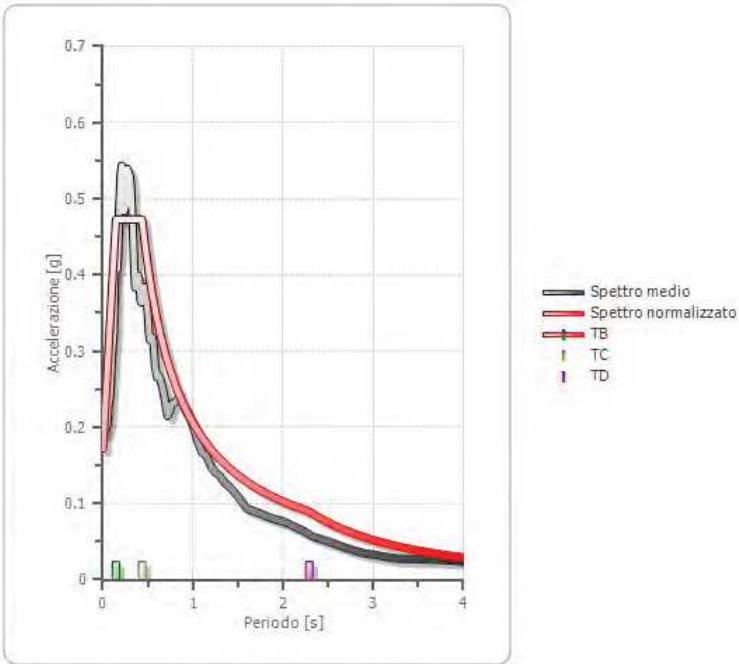 0.7
0.6
0.5
0.4
0.3
0.2
0.1
0
Accelerazione [g]
0 1 2 3 4
Periodo [s]
Spettro medio
Spettro normalizzato
TB
TC
TD